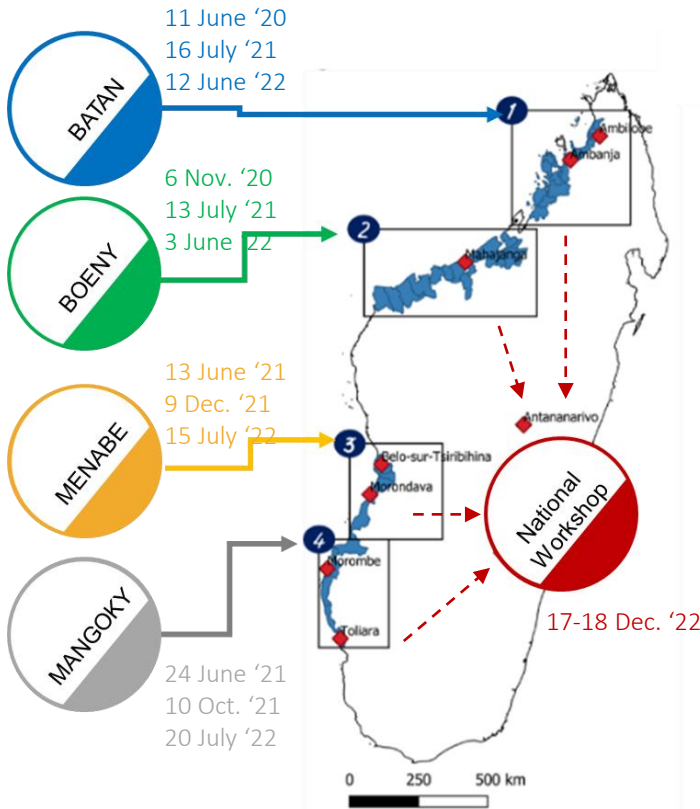 11 June ‘20
16 July ‘21
12 June ‘22
BATAN
1
Ambilobe
Ambanja
6 Nov. ‘20
13 July ‘21
3 June ‘22
BOENY
2
Mahajanga
Antananarivo
13 June ‘21
9 Dec. ‘21
15 July ‘22
MENABE
3
Belo-sur-Tsiribihina
Morondava
National
Workshop
17-18 Dec. ‘22
4
Morombe
Toliara
MANGOKY
24 June ‘21
10 Oct. ‘21
20 July ‘22
0 250 500 km